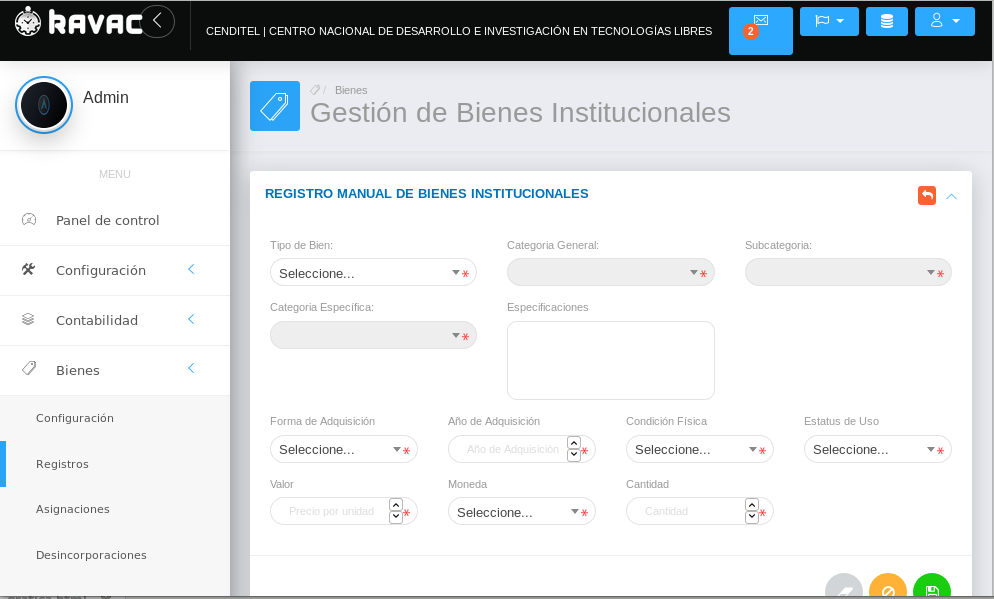 KAVAC
CENDITEL | CENTRO NACIONAL DE DESARROLLO E INVESTIGACIÓN EN TECNOLOGÍAS LIBRES
2
Admin
MENU
Panel de control
Configuración
Contabilidad
Bienes
Configuración
Registros
Asignaciones
Desincorporaciones
/ Bienes
Gestión de Bienes Institucionales
REGISTRO MANUAL DE BIENES INSTITUCIONALES
Tipo de Bien:
Categoria General:
Subcategoria:
Seleccione... *
*
*
Categoria Específica:
Especificaciones
*
Forma de Adquisición
Año de Adquisición
Condición Física
Estatus de Uso
Seleccione... *
Año de Adquisición *
Seleccione... *
Seleccione... *
Valor
Moneda
Cantidad
Precio por unidad *
Seleccione... *
Cantidad *